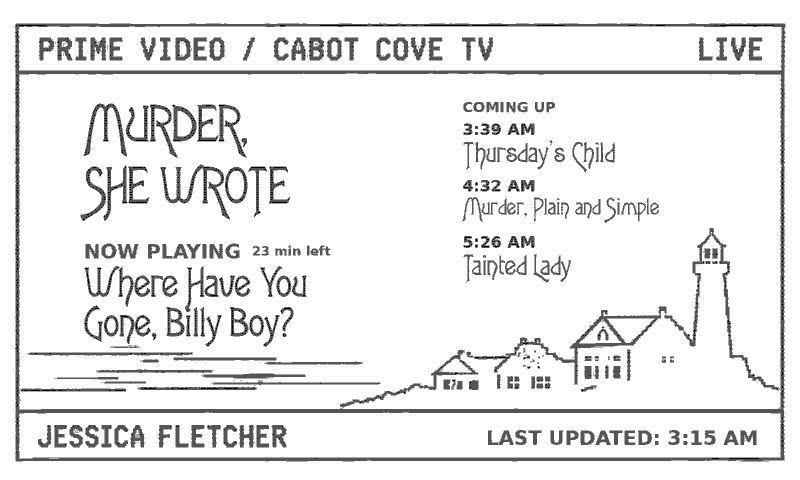 PRIME VIDEO / CABOT COVE TV
LIVE
MURDER,
SHE WROTE
NOW PLAYING 23 min left
Where Have You
Gone, Billy Boy?
COMING UP
3:39 AM
Thursday's Child
4:32 AM
Murder, Plain and Simple
5:26 AM
Tainted Lady
JESSICA FLETCHER
LAST UPDATED: 3:15 AM